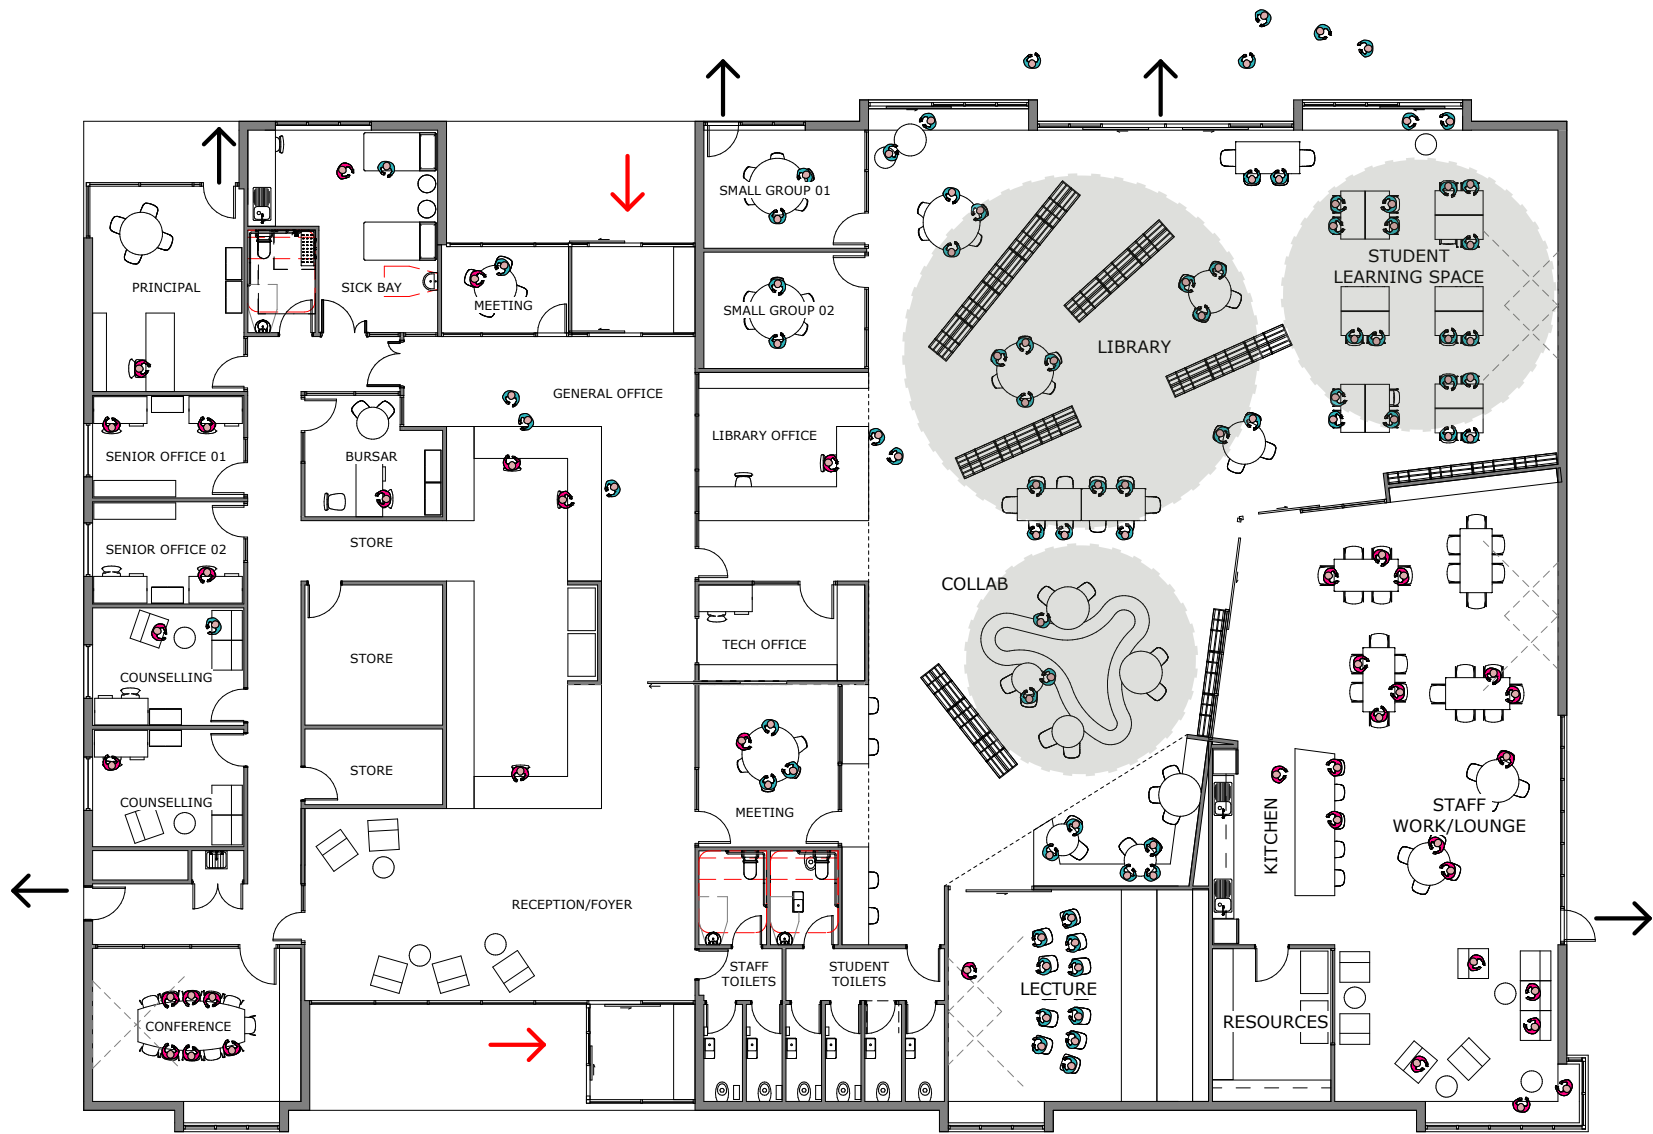 SMALL GROUP 01
STUDENT
LEARNING SPACE
PRINCIPAL
SICK BAY
MEETING
SMALL GROUP 02
LIBRARY
GENERAL OFFICE
LIBRARY OFFICE
SENIOR OFFICE 01
BURSAR
STORE
SENIOR OFFICE 02
COLLAB
TECH OFFICE
STORE
COUNSELLING
STORE
COUNSELLING
MEETING
KITCHEN
STAFF
WORK/LOUNGE
RECEPTION/FOYER
STAFF
TOILETS
STUDENT
TOILETS
LECTURE
CONFERENCE
RESOURCES